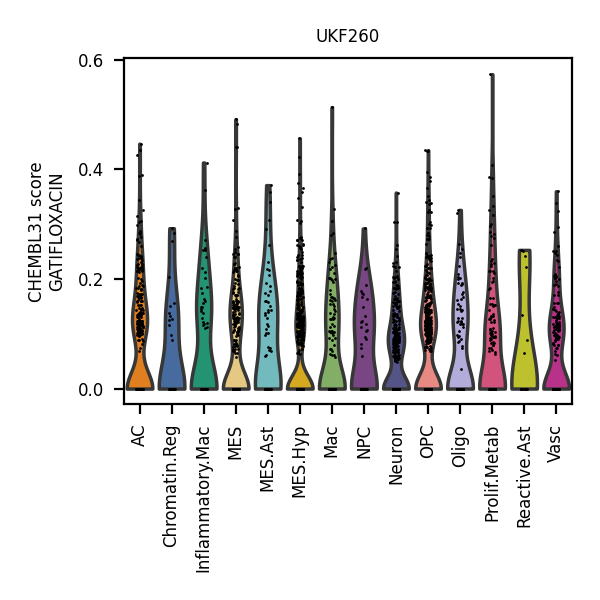 UKF260
CHEMBL31 score
GATIFLOXACIN
0.6
0.4
0.2
0.0
AC
Chromatin.Reg
Inflammatory.Mac
MES
MES.Ast
MES.Hyp
Mac
NPC
Neuron
OPC
Oligo
Prolif.Metab
Reactive.Ast
Vasc